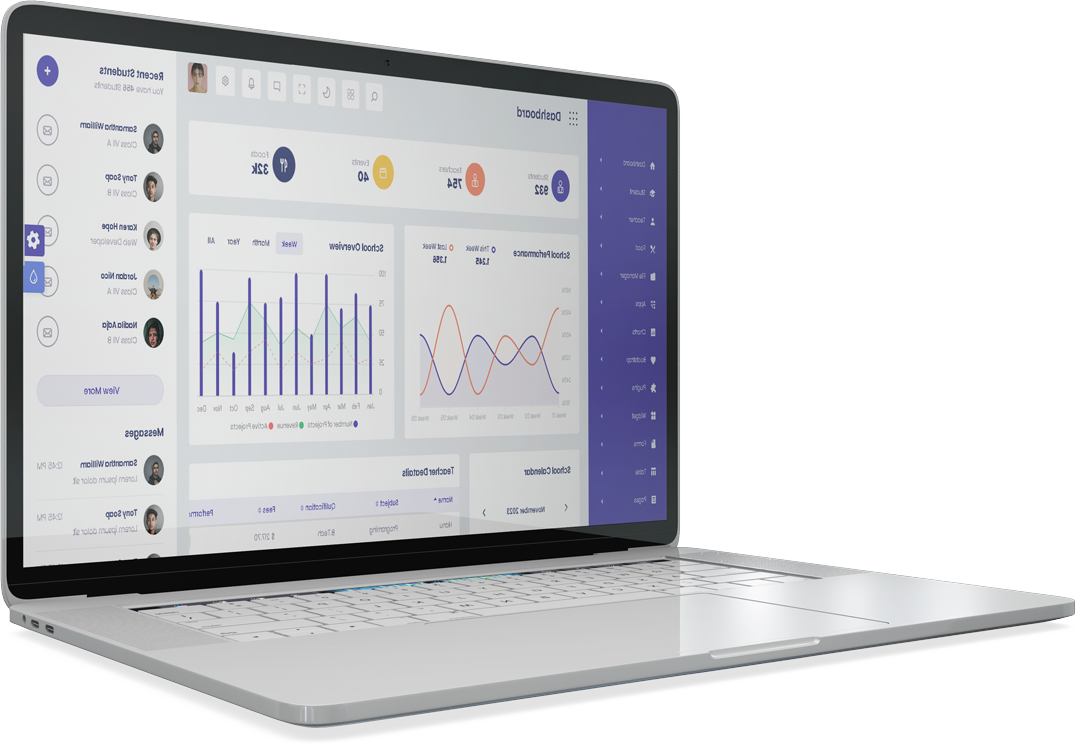 Dashboard
Student
Teacher
Food
File Manager
Apps
Charts
Bootstrap
Plugins
Widget
Forms
Table
Pages
Dashboard
Students
932
Teachers
754
Events
40
Foods
32k
School Performance
This Week
1.245
Last Week
1.356
School Overview
Week
Month
Year
All
100
75
50
25
0
Jan Feb Mar Apr May Jun Jul Aug Sep Oct Nov Dec
Number of Projects
Revenue
Active Projects
School Calendar
November 2023
Teacher Deatails
Name
Subject
Qulification
Fees
Performa
Programing
B.Tech
Recent Students
You have 456 Students
Samantha William
Class VII A
Tony Soap
Class VII B
Karen Hope
Web Developer
Jordan Nico
Class VII A
Nadila Adja
Class VII B
View More
Messages
Samantha William
Lorem ipsum dolor sit
12:45 PM
Tony Soap
Lorem ipsum dolor sit
12:45 PM